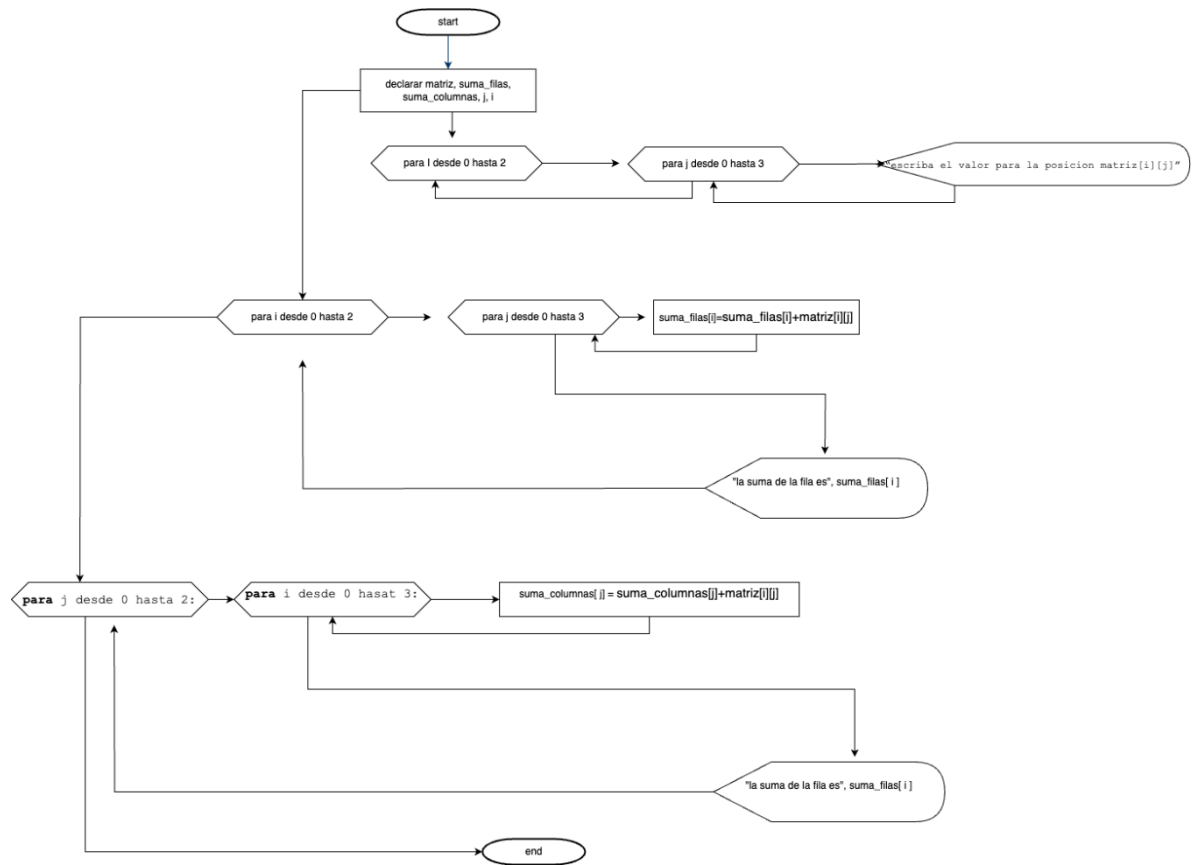 start
declarar matriz, suma_filas,
suma_columnas, j, i
para I desde 0 hasta 2
para j desde 0 hasta 3
"escriba el valor para la posicion matriz[i][j]”
para i desde 0 hasta 2
para j desde 0 hasta 3
suma_filas[i]=suma_filas[i]+matriz[i][j]
"la suma de la fila es", suma_filas[ i ]
para j desde 0 hasta 2:
para i desde 0 hasat 3:
suma_columnas[ j] = suma_columnas[j]+matriz[i][j]
"la suma de la fila es", suma_filas[ i ]
end